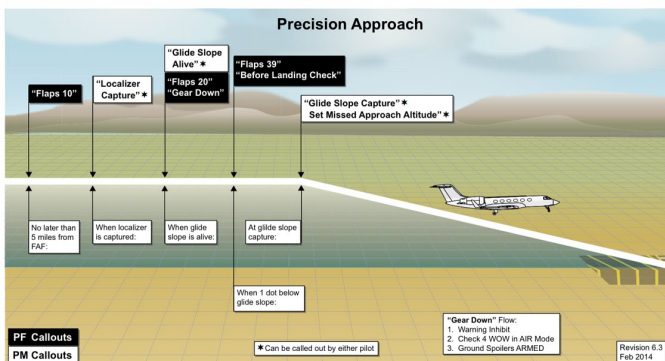 Precision Approach
“Flaps 10”
“Localizer
Capture”✶
“Glide Slope
Alive”✶
“Flaps 20”
“Gear Down”
“Flaps 39”
“Before Landing Check”
“Glide Slope Capture”✶
Set Missed Approach Altitude”✶
No later than
5 miles from
FAF:
When localizer
is captured:
When glide
slope is alive:
At glilde slope
capture:
When 1 dot below
glide slope:
PF Callouts
PM Callouts
✶Can be called out by either pilot
“Gear Down” Flow:
1. Warning Inhibit
2. Check 4 WOW in AIR Mode
3. Ground Spoilers ARMED
Revision 6.3
Feb 2014